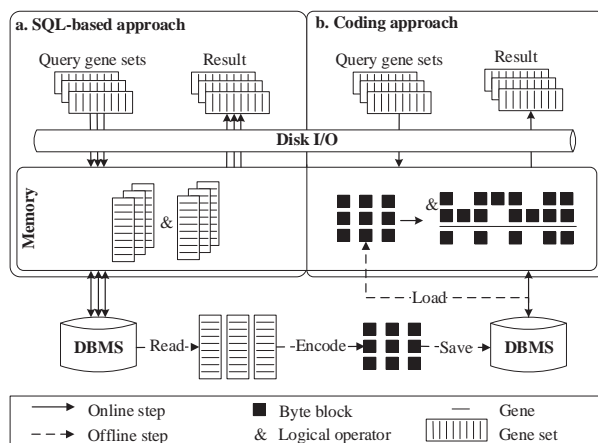 a. SQL-based approach
b. Coding approach
Query gene sets
Result
Query gene sets
Result
Disk I/O
Memory
&
&
Load
DBMS
Read
Encode
Save
DBMS
Online step
Byte block
Gene
Offline step
& Logical operator
Gene set